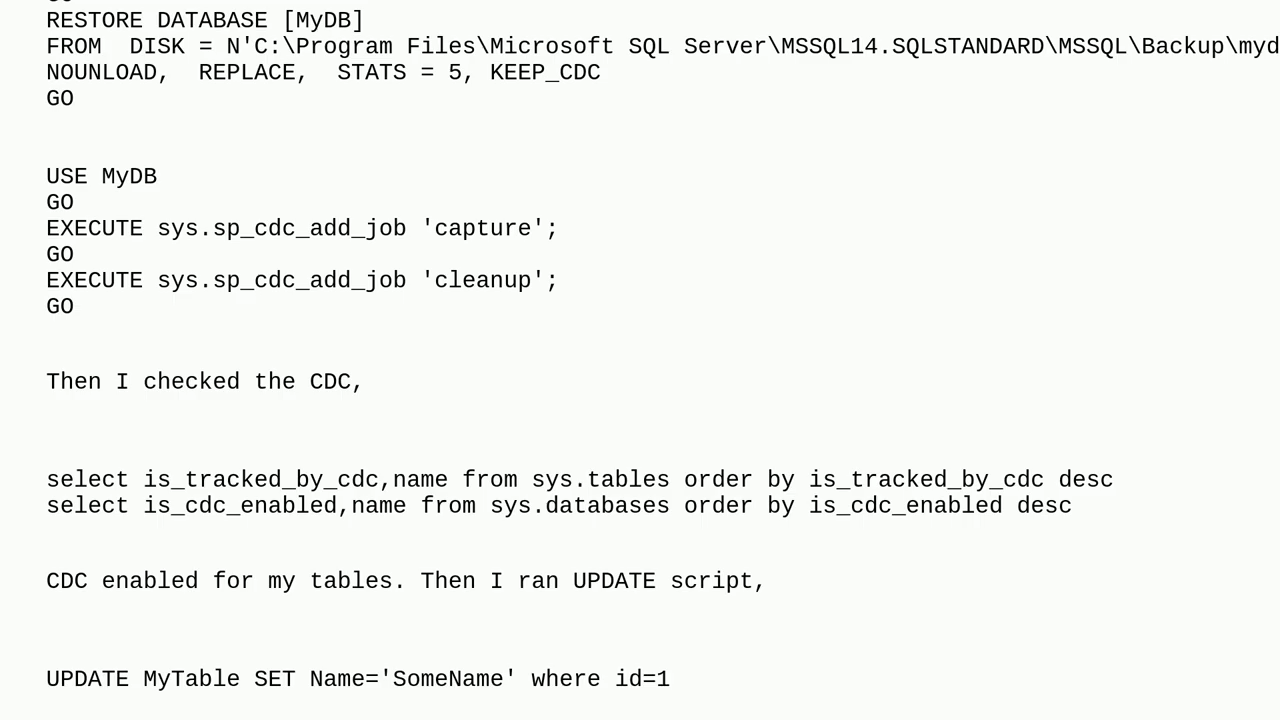 RESTORE DATABASE [MyDB]
FROM  DISK = N'C:\Program Files\Microsoft SQL Server\MSSQL14.SQLSTANDARD\MSSQL\Backup\myd
NOUNLOAD,  REPLACE,  STATS = 5, KEEP_CDC
GO
USE MyDB
GO
EXECUTE sys.sp_cdc_add_job 'capture';
GO
EXECUTE sys.sp_cdc_add_job 'cleanup';
GO
Then I checked the CDC,
select is_tracked_by_cdc,name from sys.tables order by is_tracked_by_cdc desc
select is_cdc_enabled,name from sys.databases order by is_cdc_enabled desc
CDC enabled for my tables. Then I ran UPDATE script,
UPDATE MyTable SET Name='SomeName' where id=1